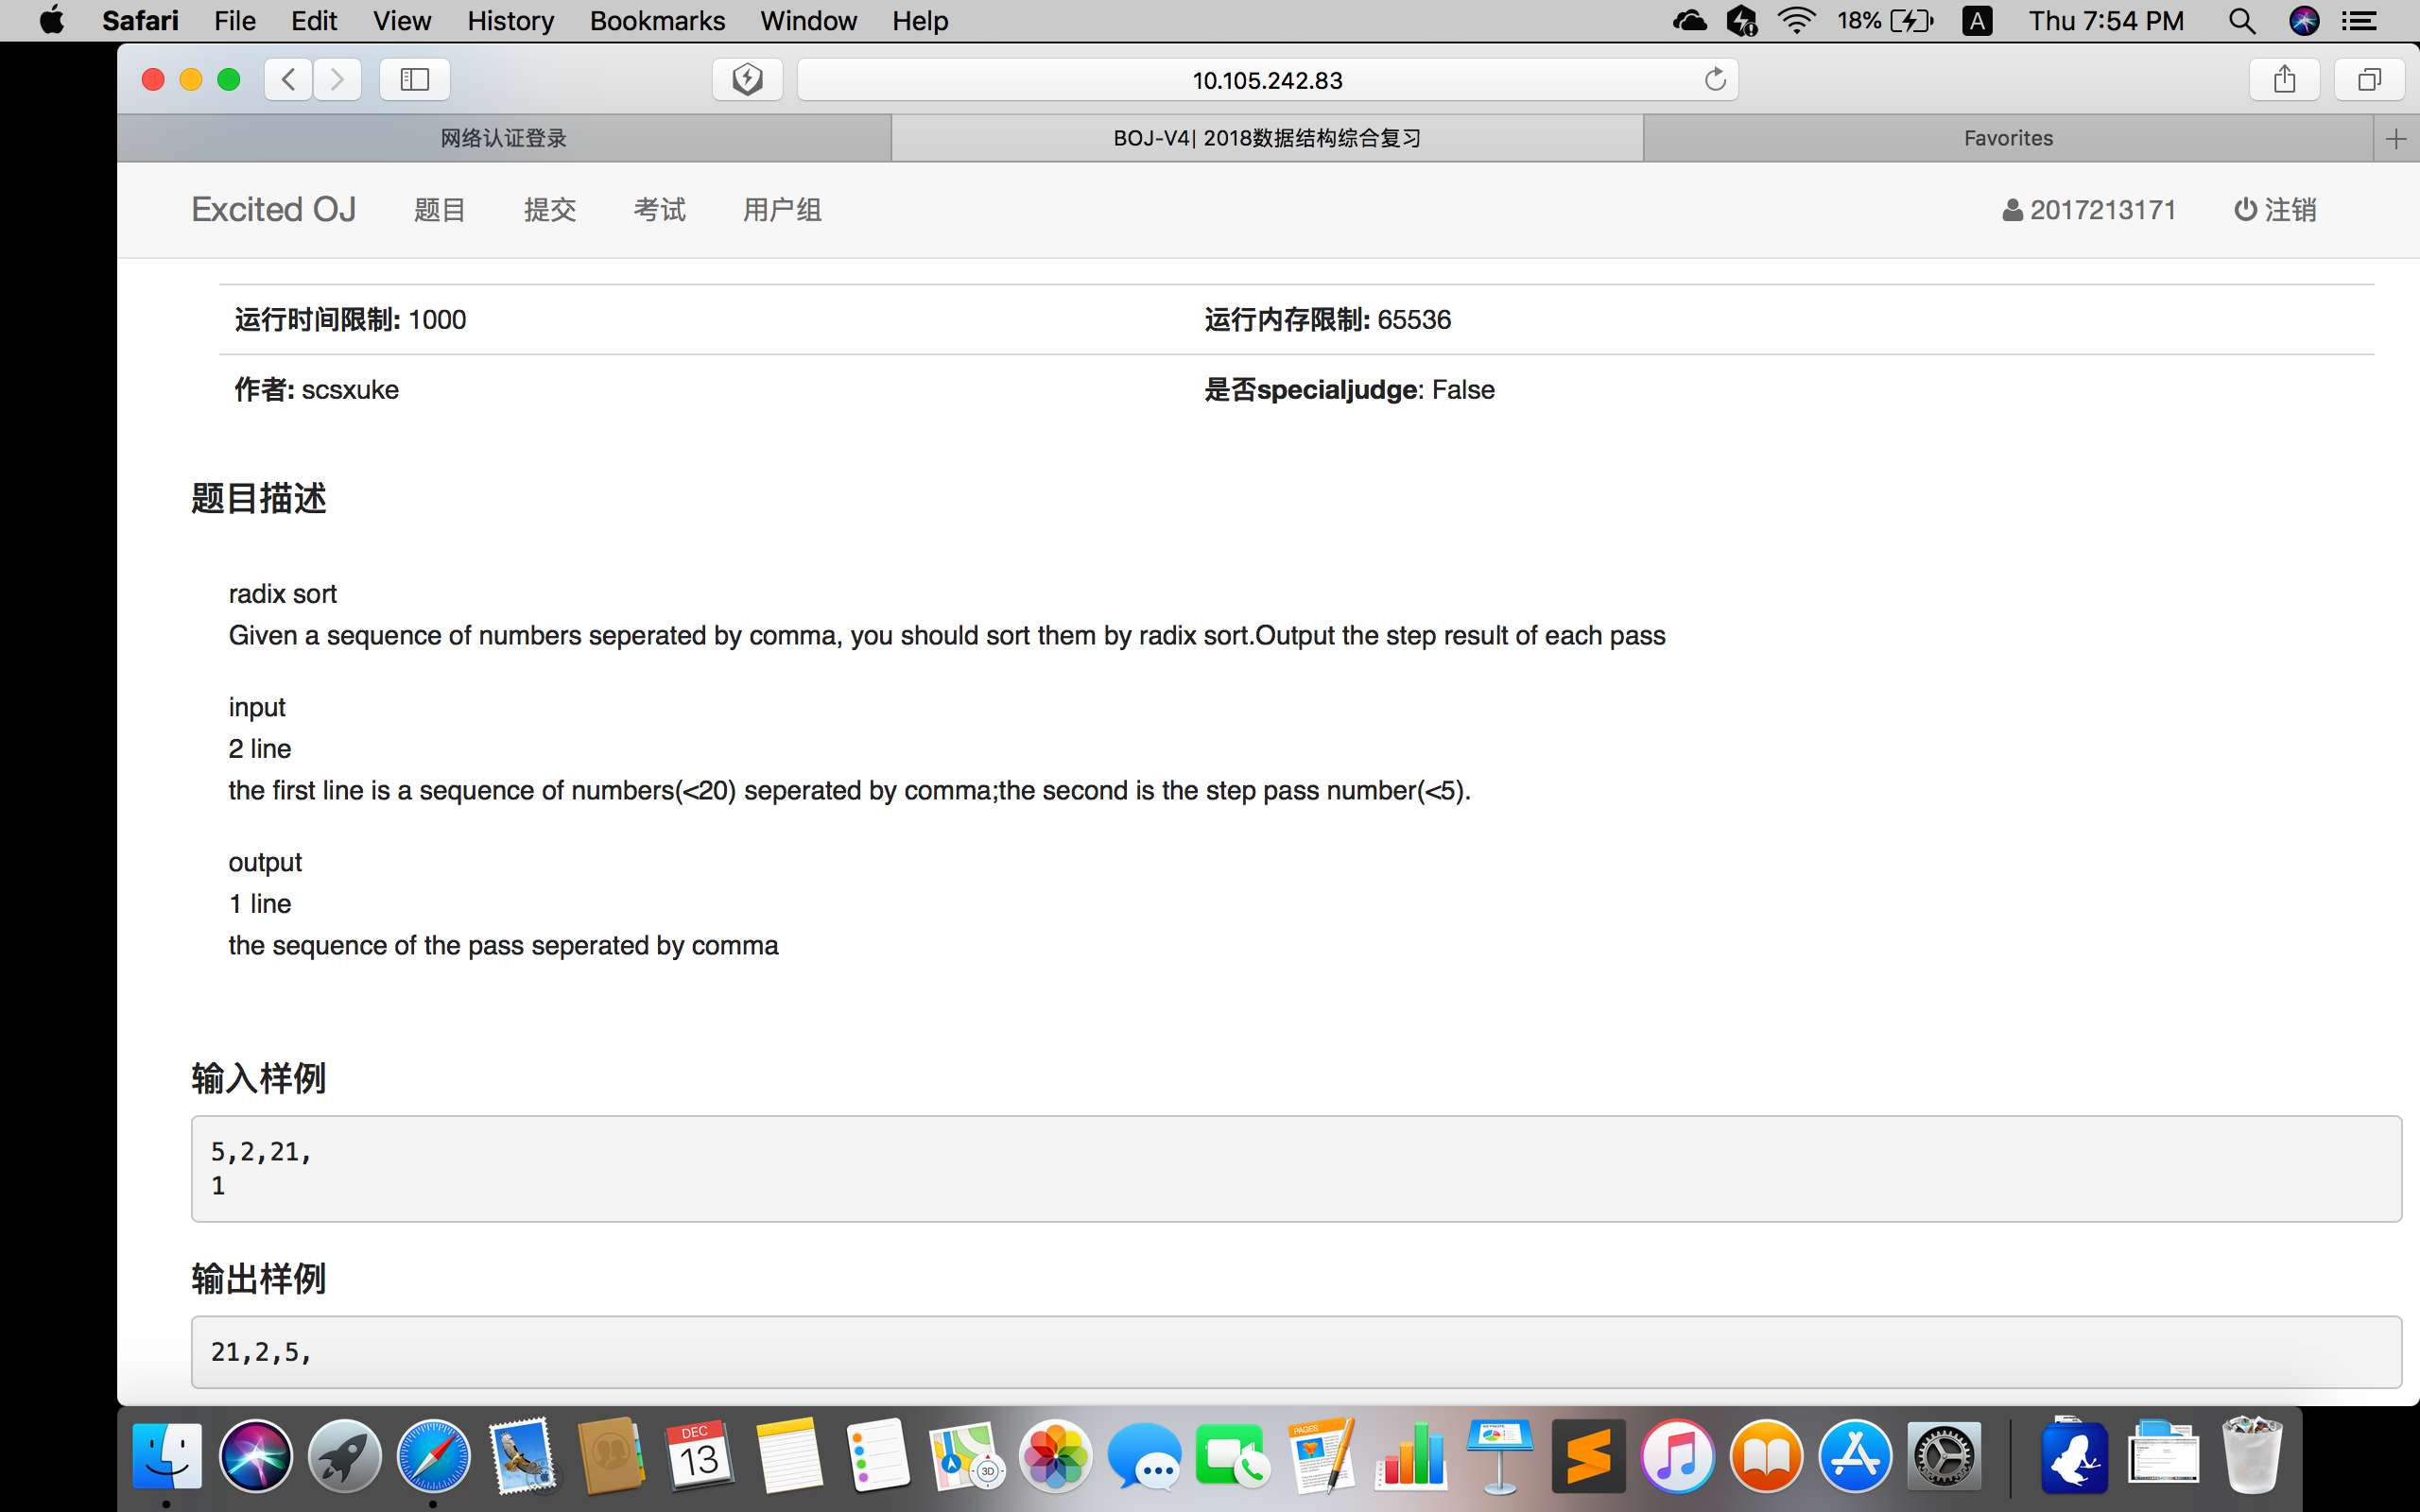 Safari File Edit View History Bookmarks Window Help 18% A Thu 7:54 PM
10.105.242.83
网络认证登录 BOJ-V4| 2018数据结构综合复习 Favorites
Excited OJ 题目 提交 考试 用户组 2017213171 注销
运行时间限制: 1000 运行内存限制: 65536
作者: scsxuke 是否specialjudge: False
题目描述
radix sort
Given a sequence of numbers seperated by comma, you should sort them by radix sort.Output the step result of each pass
input
2 line
the first line is a sequence of numbers(<20) seperated by comma;the second is the step pass number(<5).
output
1 line
the sequence of the pass seperated by comma
输入样例
5,2,21,
1
输出样例
21,2,5,
DEC
13
3D
PAGES
KEYNOTE